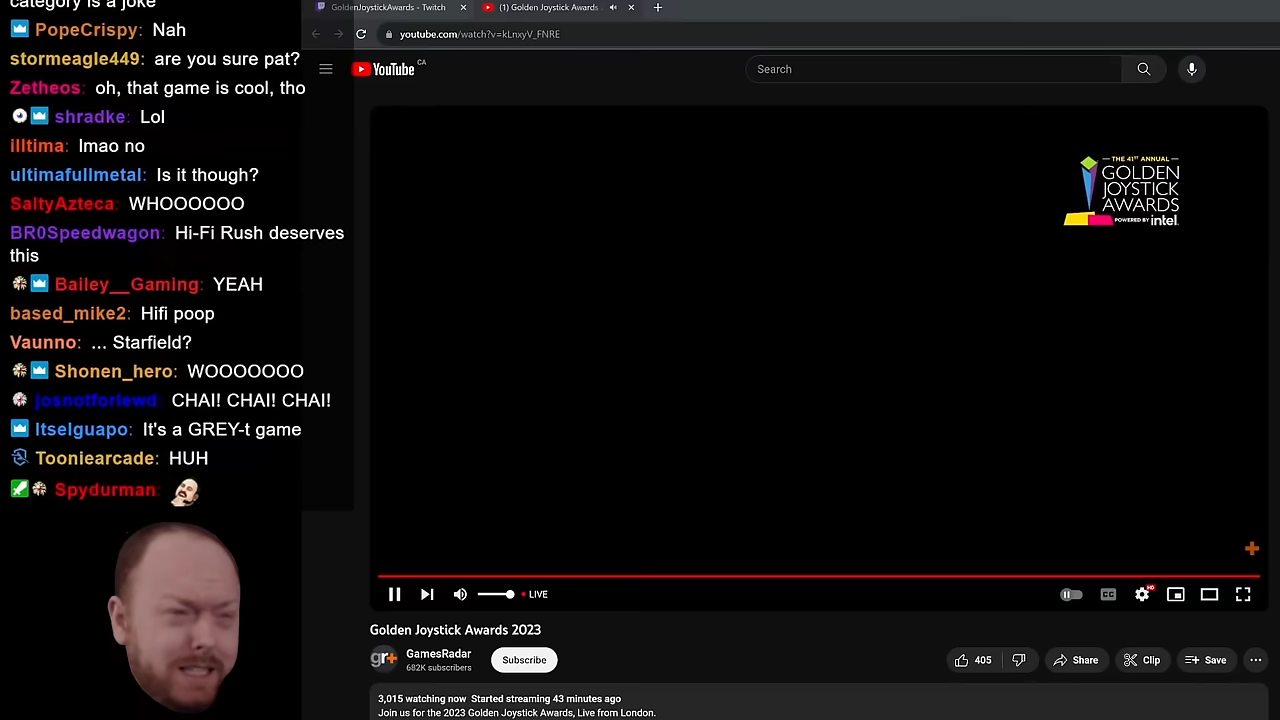 category is a joke
PopeCrispy: Nah
stormeagle449: are you sure pat?
Zetheos: oh, that game is cool, tho
shradke: Lol
illtima: lmao no
ultimafullmetal: Is it though?
SaltyAzteca: WHOOOOOO
BR0Speedwagon: Hi-Fi Rush deserves
this
Bailey__Gaming: YEAH
based_mike2: Hifi poop
Vaunno: ... Starfield?
Shonen_hero: WOOOOOOO
josnotforlewd: CHAI! CHAI! CHAI!
ItseIguapo: It's a GREY-t game
Tooniearcade: HUH
Spydurman:
GoldenJoystickAwards - Twitch
(1) Golden Joystick Awards
youtube.com/watch?v=kLnxyV_FNRE
YouTube CA
Search
THE 41ST ANNUAL
GOLDEN
JOYSTICK
AWARDS
POWERED BY intel.
LIVE
CC
HD
Golden Joystick Awards 2023
gr+
GamesRadar
682K subscribers
Subscribe
405
Share
Clip
Save
3,015 watching now Started streaming 43 minutes ago
Join us for the 2023 Golden Joystick Awards, Live from London.